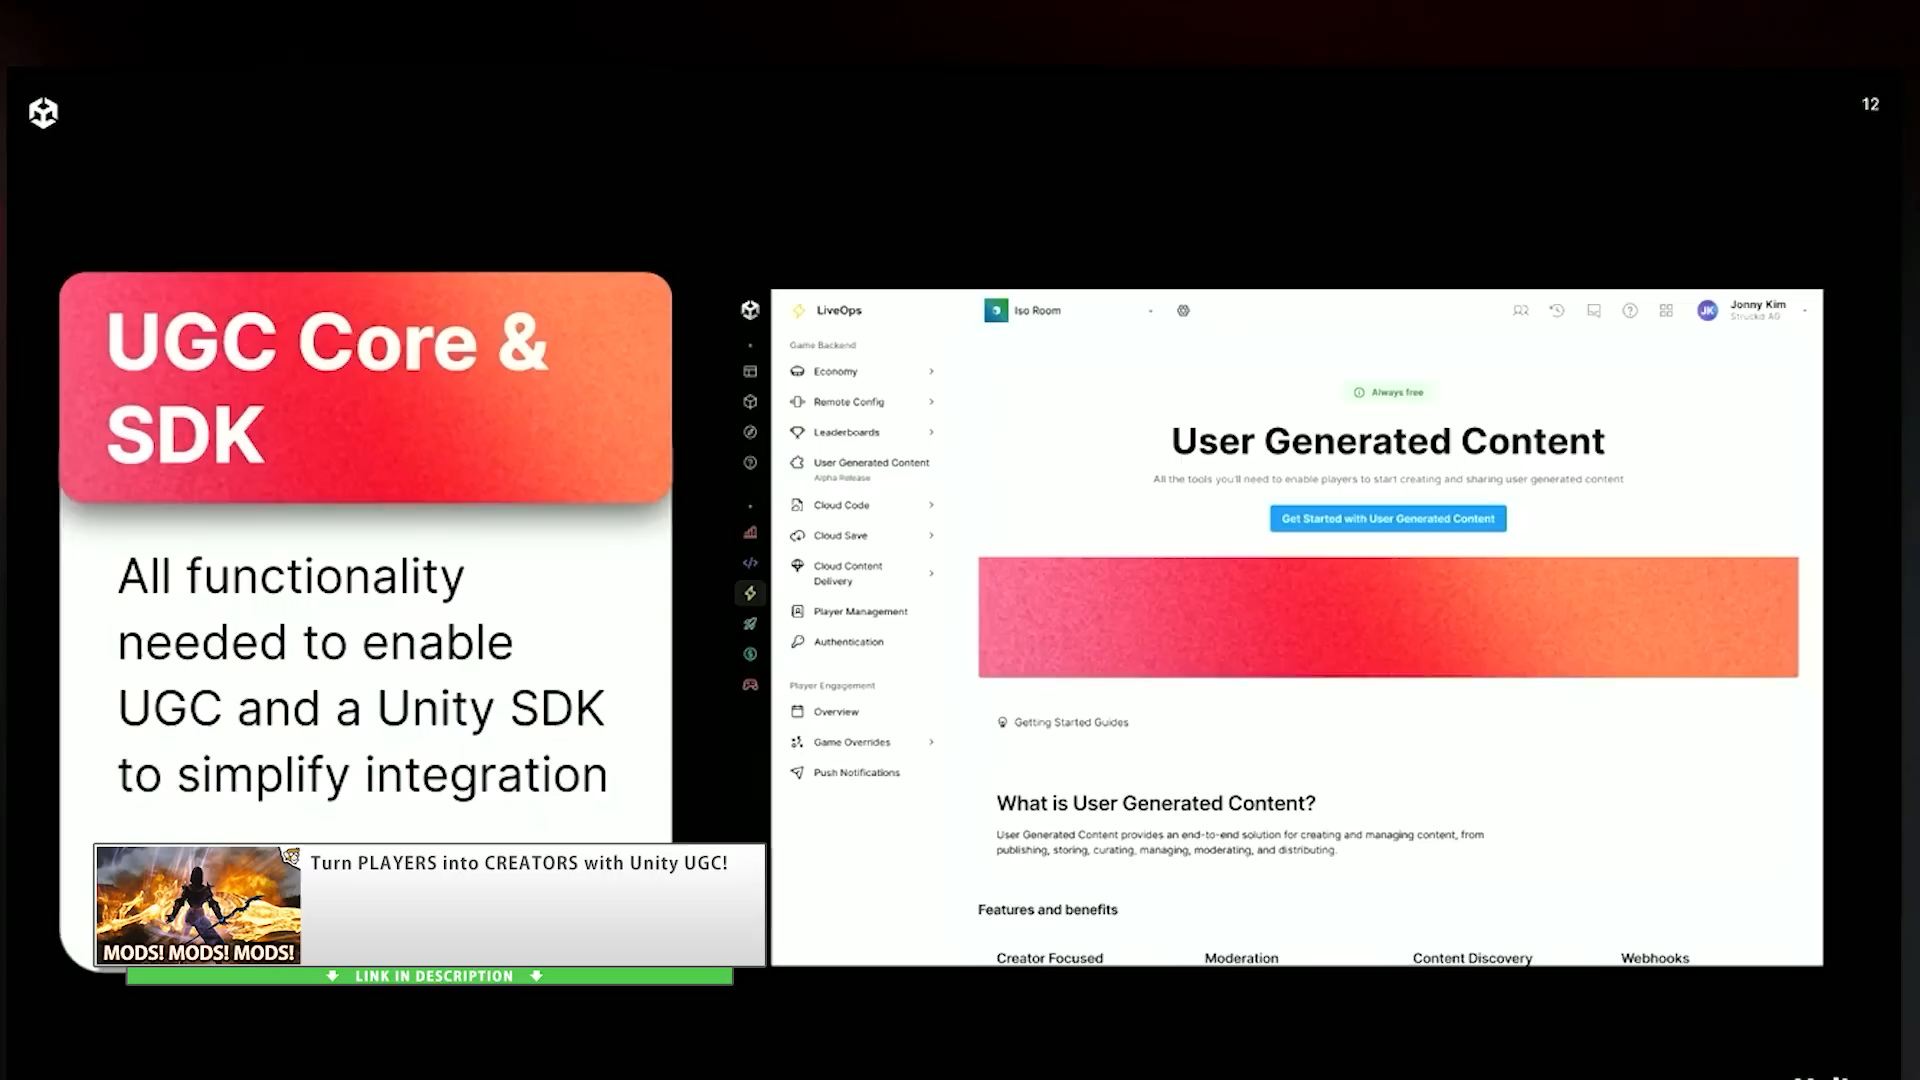 12
UGC Core &
SDK
All functionality
needed to enable
UGC and a Unity SDK
to simplify integration
Turn PLAYERS into CREATORS with Unity UGC!
MODS! MODS! MODS!
LINK IN DESCRIPTION
LiveOps
Game Backend
Economy
Remote Config
Leaderboards
User Generated Content
Alpha Release
Cloud Code
Cloud Save
Cloud Content
Delivery
Player Management
Authentication
Player Engagement
Overview
Game Overrides
Push Notifications
Iso Room
JK
Jonny Kim
Struckd AG
Always free
User Generated Content
All the tools you'll need to enable players to start creating and sharing user generated content
Get Started with User Generated Content
Getting Started Guides
What is User Generated Content?
User Generated Content provides an end-to-end solution for creating and managing content, from
publishing, storing, curating, managing, moderating, and distributing.
Features and benefits
Creator Focused
Moderation
Content Discovery
Webhooks